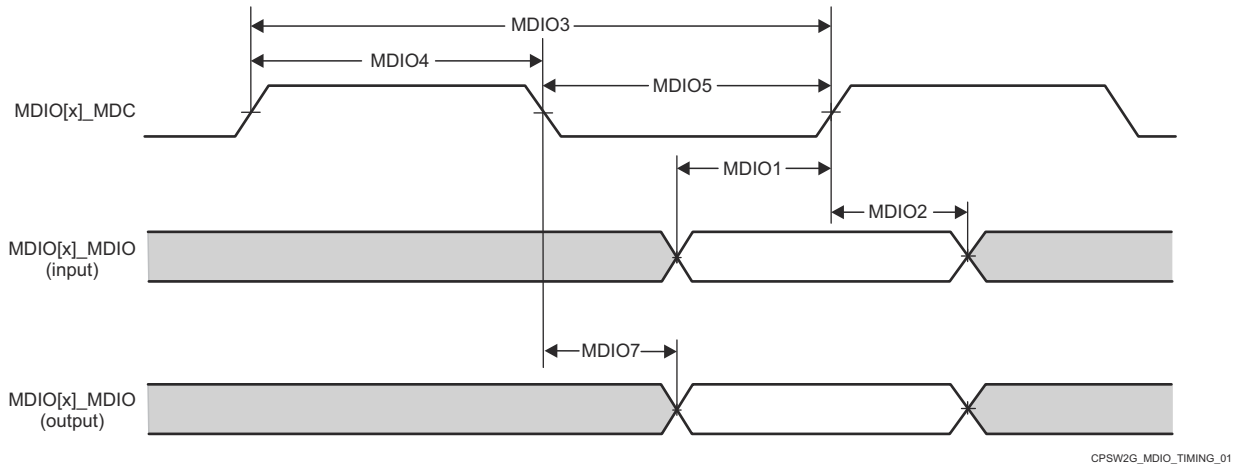 MDIO3
MDIO4
MDIO5
MDIO[x]_MDC
MDIO1
MDIO2
MDIO[x]_MDIO
(input)
MDIO7
MDIO[x]_MDIO
(output)
CPSW2G_MDIO_TIMING_01